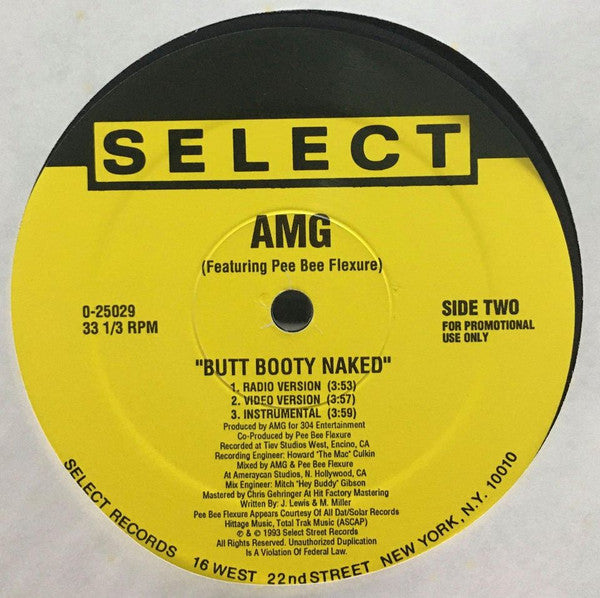 SELECT
AMG
(Featuring Pee Bee Flexure)
0-25029
33 1/3 RPM
SIDE TWO
FOR PROMOTIONAL
USE ONLY
"BUTT BOOTY NAKED"
1. RADIO VERSION (3:53)
2. VIDEO VERSION (3:57)
3. INSTRUMENTAL (3:59)
Produced by AMG for 304 Entertainment
Co-Produced by Pee Bee Flexure
Recorded at Tiev Studios West, Encino, CA
Recording Engineer: Howard "The Mac" Culkin
Mixed by AMG & Pee Bee Flexure
At Ameraycan Studios, N. Hollywood, CA
Mix Engineer: Mitch "Hey Buddy" Gibson
Mastered by Chris Gehringer At Hit Factory Mastering
Written By: J. Lewis & M. Miller
Pee Bee Flexure Appears Courtesy Of All Dat/Solar Records
Hittage Music, Total Trak Music (ASCAP)
℗ & © 1993 Select Street Records
All Rights Reserved. Unauthorized Duplication
Is A Violation Of Federal Law.
SELECT RECORDS 16 WEST 22nd STREET NEW YORK, N.Y. 10010